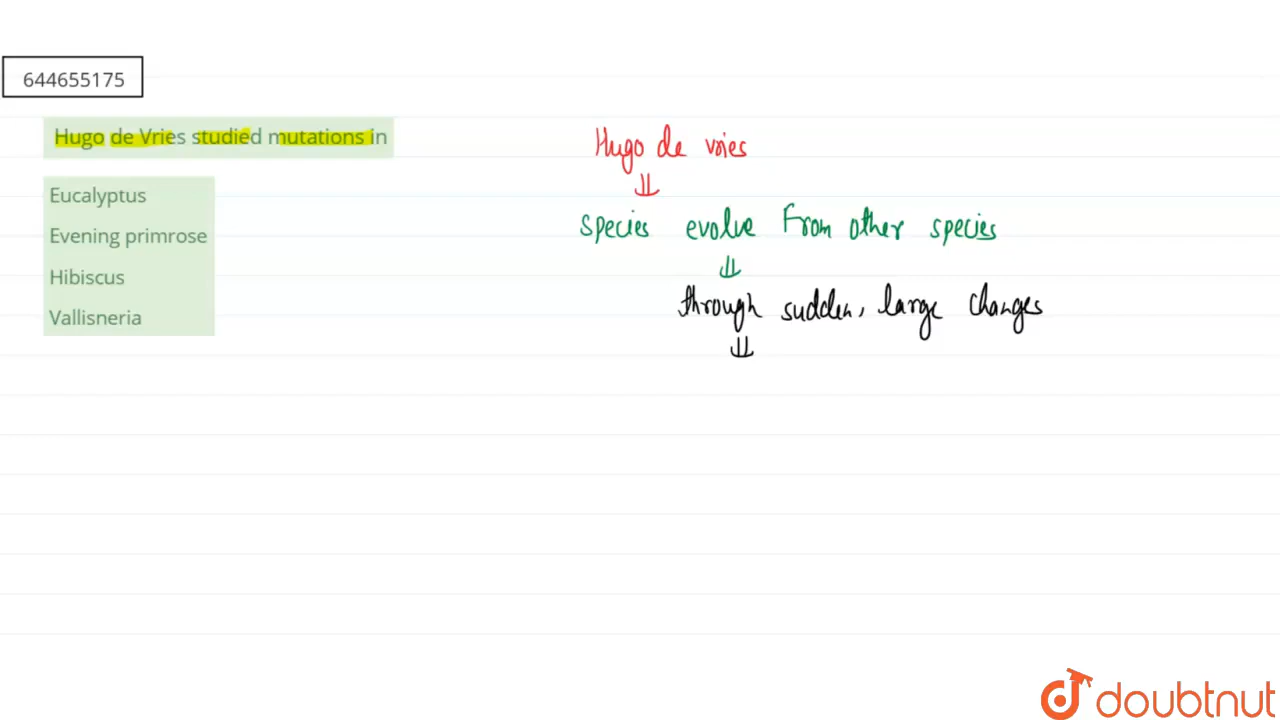 644655175
Hugo de Vries studied mutations in
Eucalyptus
Evening primrose
Hibiscus
Vallisneria
Hugo de vries
⇓
species evolve From other species
⇓
through sudden, large changes
⇓
doubtnut